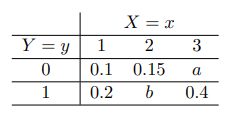 X = x
Y = y 1 2 3
0 0.1 0.15 a
1 0.2 b 0.4